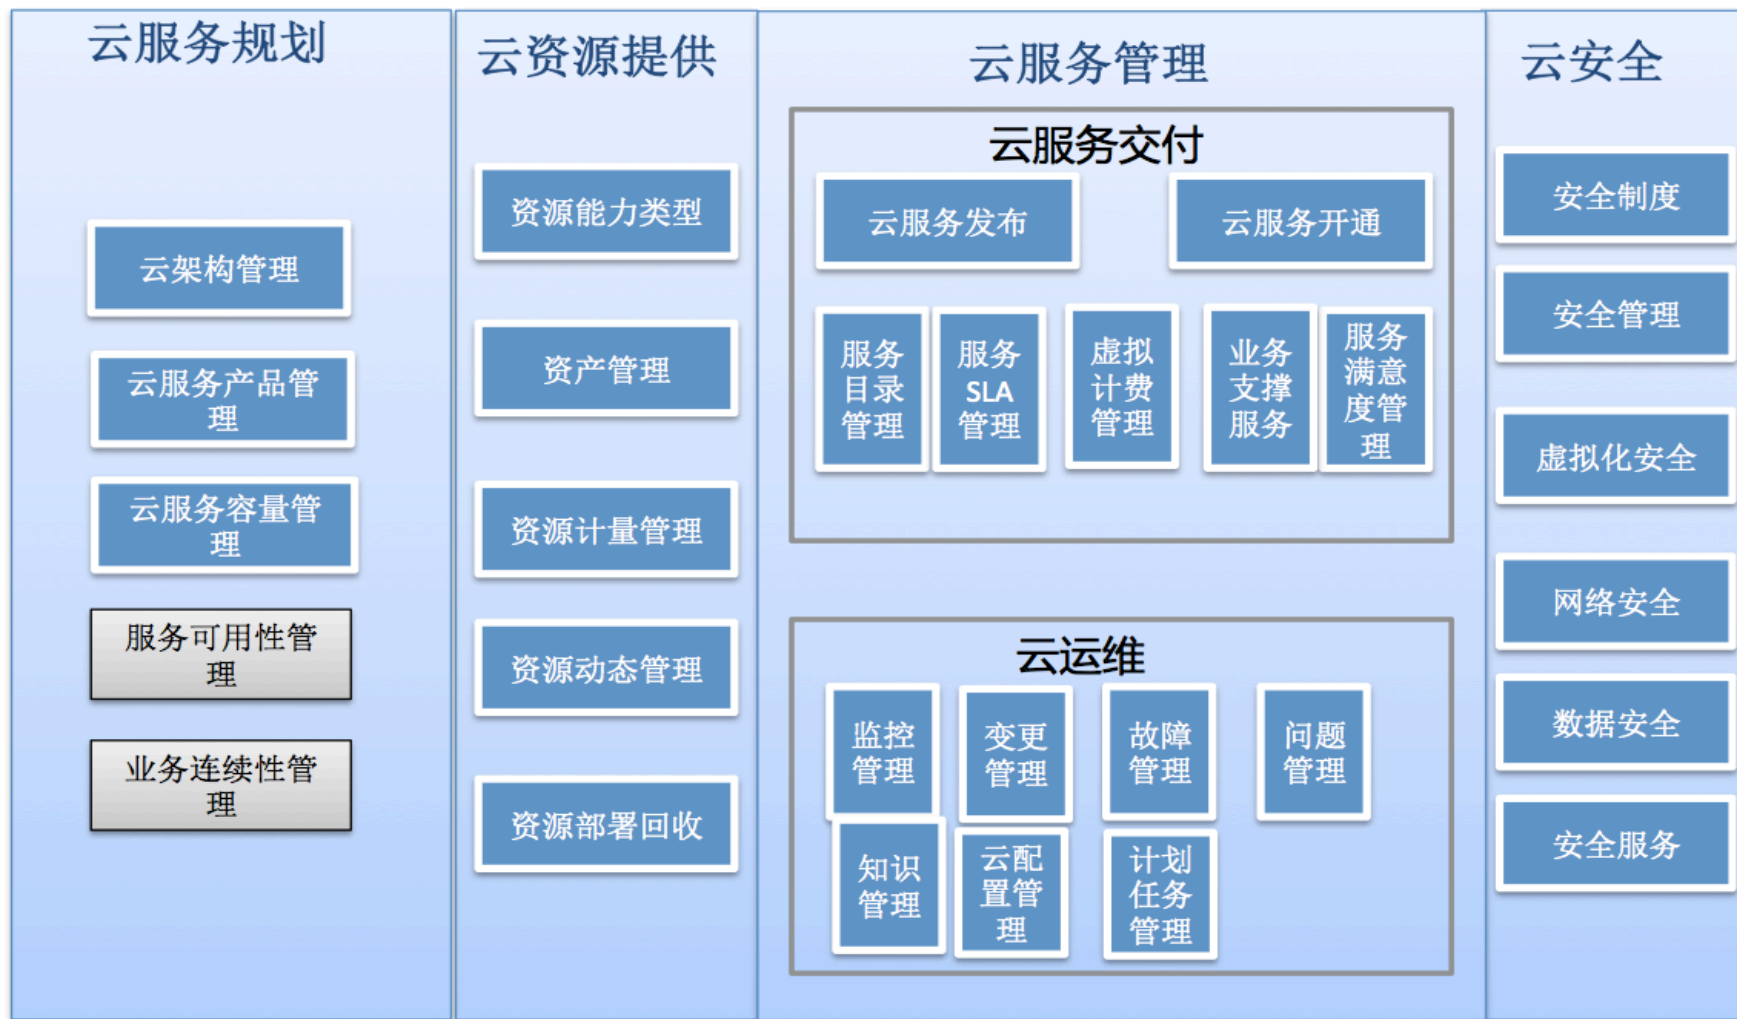 云服务规划
云架构管理
云服务产品管
理
云服务容量管
理
服务可用性管
理
业务连续性管
理
云资源提供
资源能力类型
资产管理
资源计量管理
资源动态管理
资源部署回收
云服务管理
云服务交付
云服务发布
云服务开通
服务
目录
管理
服务
SLA
管理
虚拟
计费
管理
业务
支撑
服务
服务
满意
度管
理
云运维
监控
管理
变更
管理
故障
管理
问题
管理
知识
管理
云配
置管
理
计划
任务
管理
云安全
安全制度
安全管理
虚拟化安全
网络安全
数据安全
安全服务